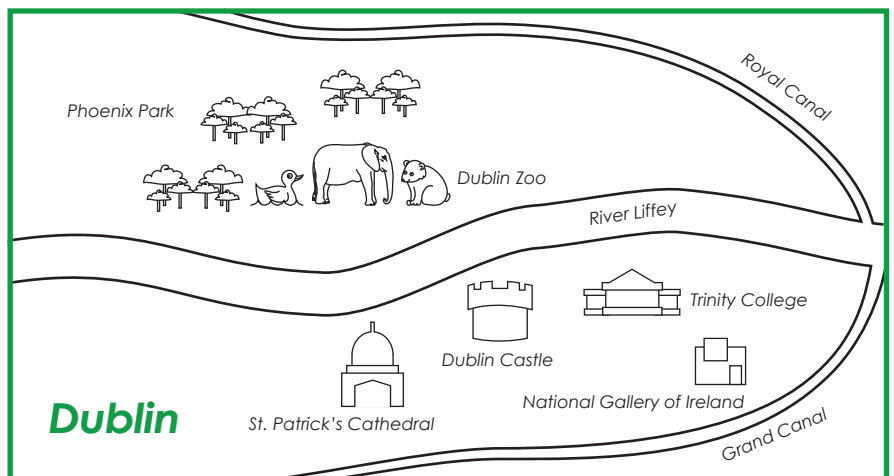 Royal Canal
Phoenix Park
Dublin Zoo
River Liffey
Trinity College
Dublin Castle
National Gallery of Ireland
St. Patrick's Cathedral
Dublin
Grand Canal